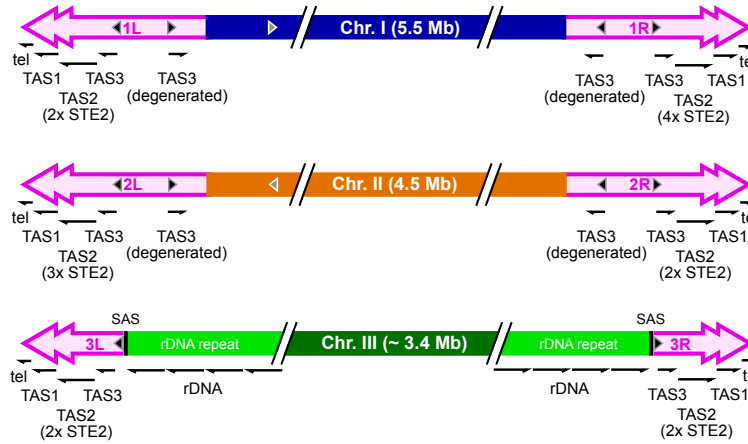 1L Chr. I (5.5 Mb) 1R
tel TAS1 TAS3 TAS3 TAS3 TAS3 TAS1 tel
TAS2 (degenerated) (degenerated) TAS2
(2x STE2) (4x STE2)
2L Chr. II (4.5 Mb) 2R
tel TAS1 TAS3 TAS3 TAS3 TAS3 TAS1 tel
TAS2 (degenerated) (degenerated) TAS2
(3x STE2) (2x STE2)
SAS SAS
3L rDNA repeat Chr. III (~ 3.4 Mb) rDNA repeat 3R
tel TAS1 TAS3 rDNA rDNA TAS3 TAS1
TAS2 TAS2
(2x STE2) (2x STE2)